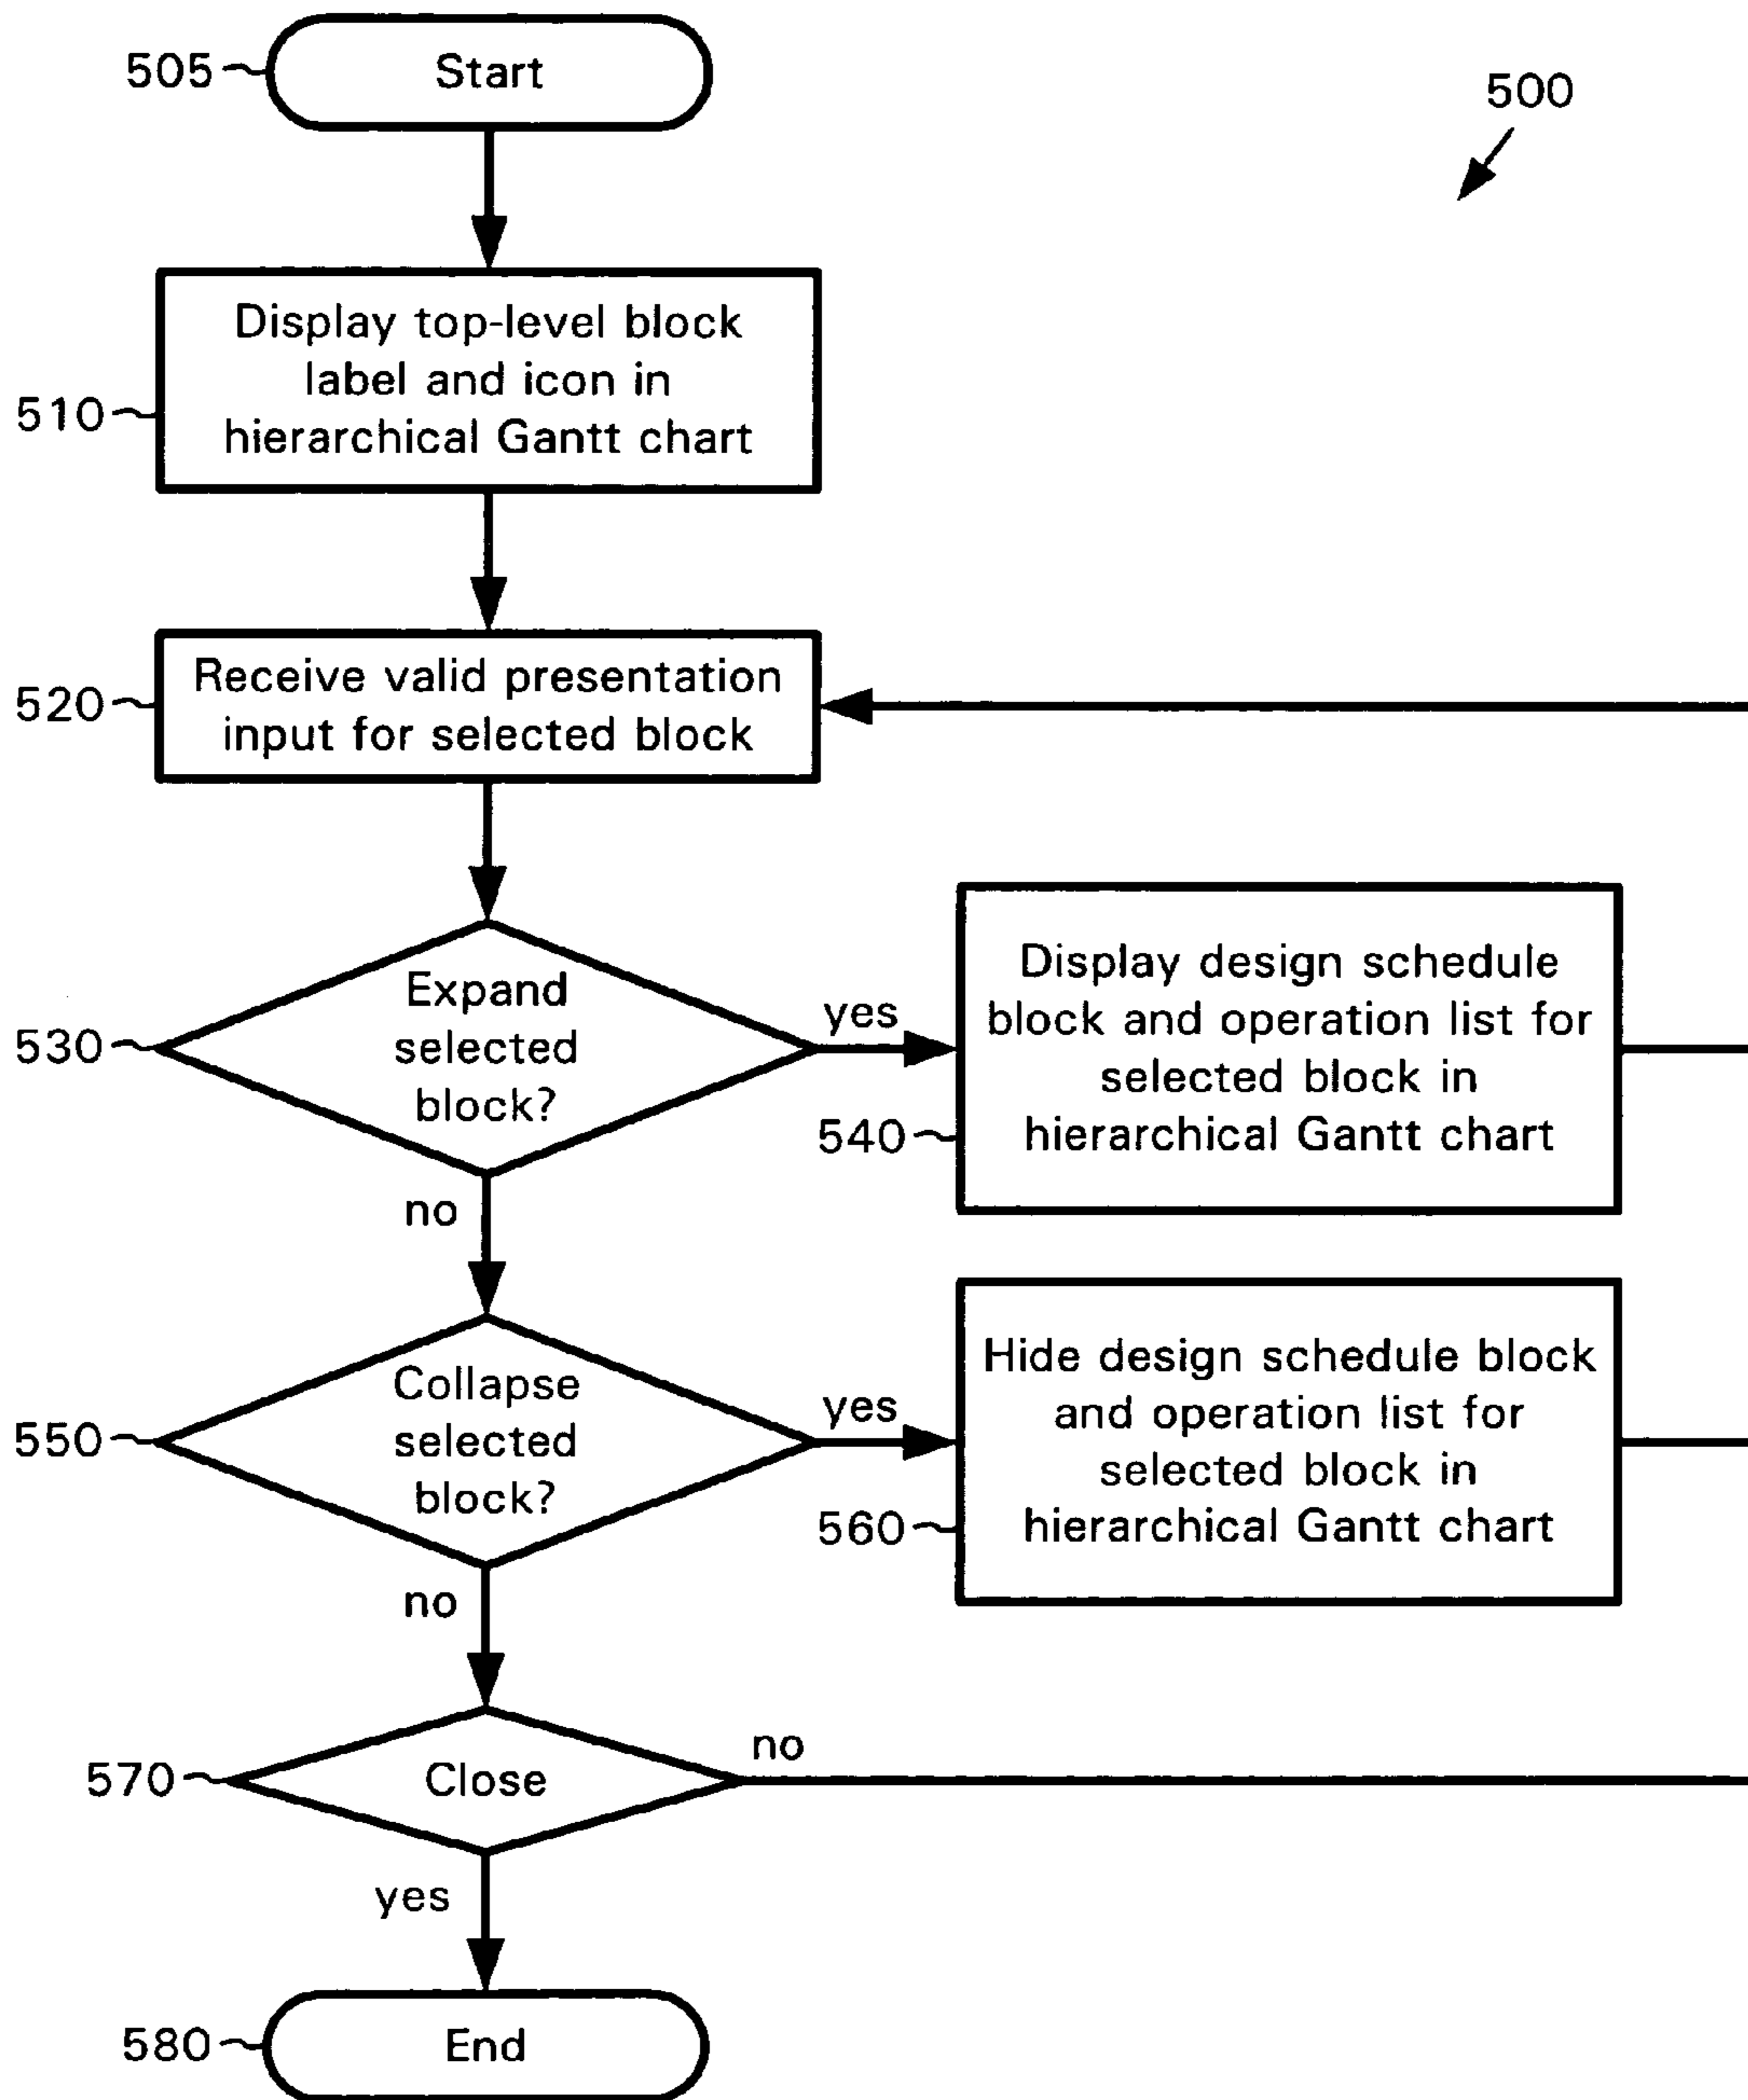 505
Start
500
510
Display top-level block
label and icon in
hierarchical Gantt chart
520
Receive valid presentation
input for selected block
530
Expand
selected
block?
yes
540
Display design schedule
block and operation list for
selected block in
hierarchical Gantt chart
no
550
Collapse
selected
block?
yes
560
Hide design schedule block
and operation list for
selected block in
hierarchical Gantt chart
no
570
Close
no
yes
580
End